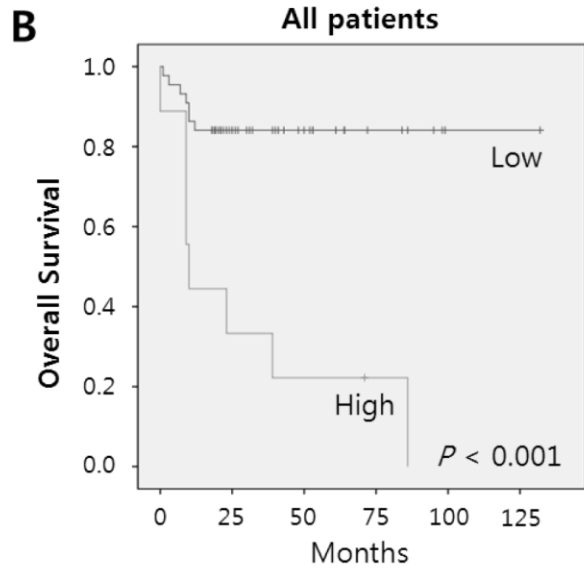 B
All patients
Overall Survival
1.0
0.8
0.6
0.4
0.2
0.0
Low
High
P < 0.001
0 25 50 75 100 125
Months